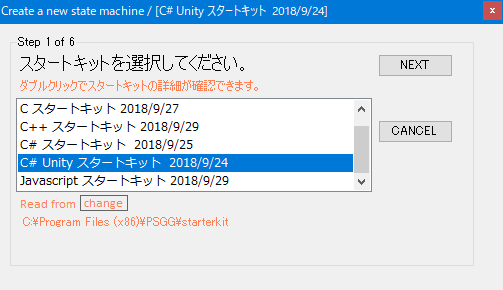 Create a new state machine / [C# Unity スタートキット 2018/9/24]
Step 1 of 6
スタートキットを選択してください。
NEXT
ダブルクリックでスタートキットの詳細が確認できます。
C スタートキット 2018/9/27
C++ スタートキット 2018/9/29
C# スタートキット 2018/9/25
CANCEL
C# Unity スタートキット 2018/9/24
Javascript スタートキット 2018/9/29
Read from change
C:¥Program Files (x86)¥PSGG¥starterkit